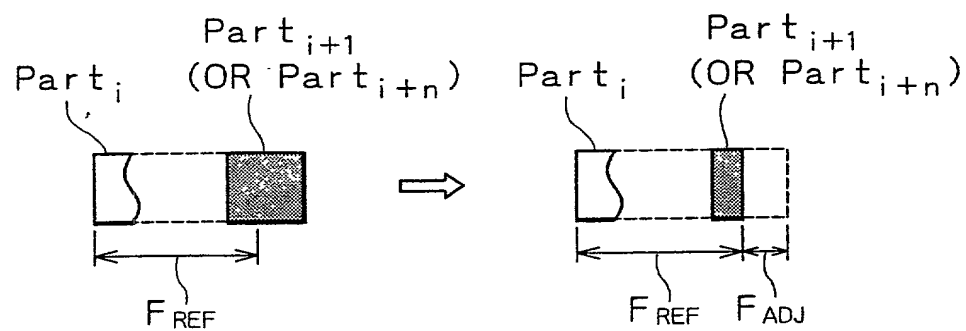 Part i+1
(OR Part i+n)
Part i
F REF
Part i+1
(OR Part i+n)
Part i
F REF
F ADJ